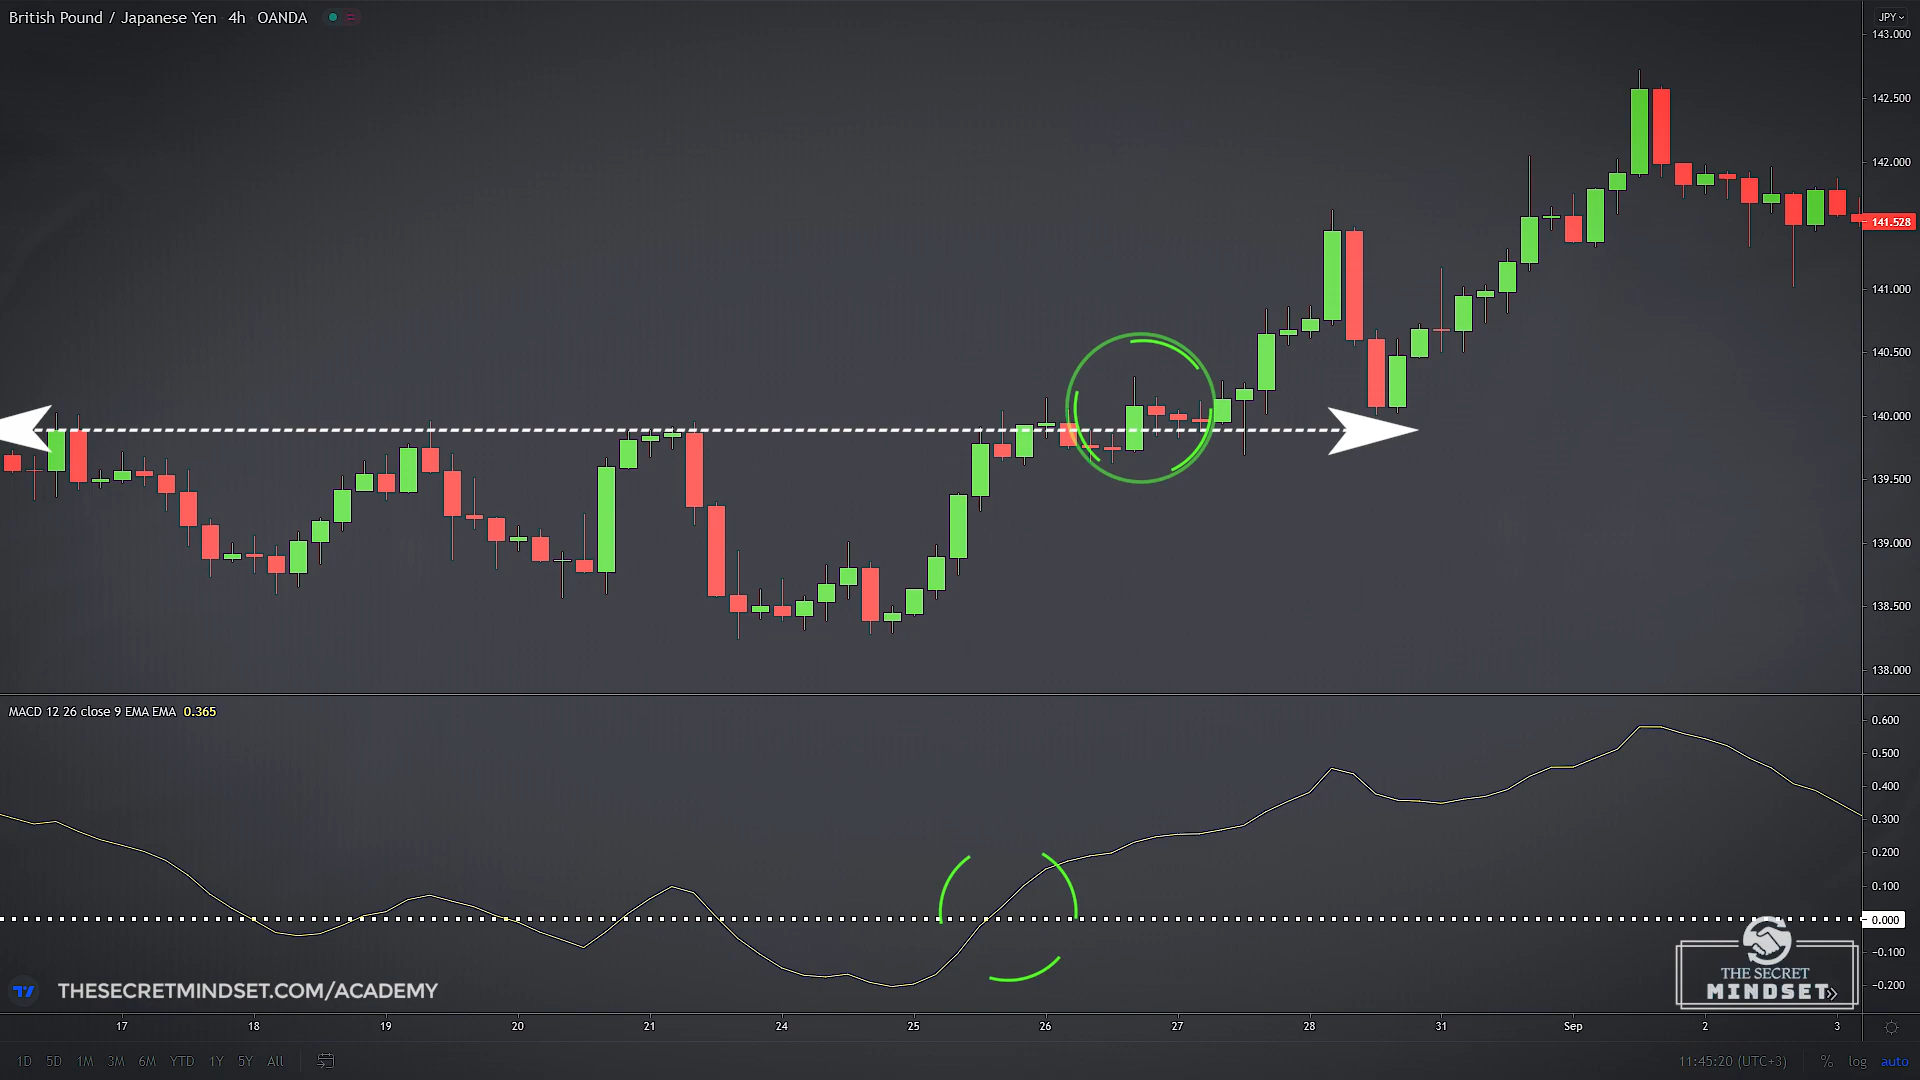 British Pound / Japanese Yen 4h OANDA
JPY
143.000
142.500
142.000
141.528
141.000
140.500
140.000
139.500
139.000
138.500
138.000
MACD 12 26 close 9 EMA EMA 0.365
0.600
0.500
0.400
0.300
0.200
0.100
0.000
−0.100
−0.200
THE SECRET
MINDSET
THESECRETMINDSET.COM/ACADEMY
17 18 19 20 21 24 25 26 27 28 31 Sep 2 3
1D 5D 1M 3M 6M YTD 1Y 5Y All
11:45:20 (UTC+3) % log auto